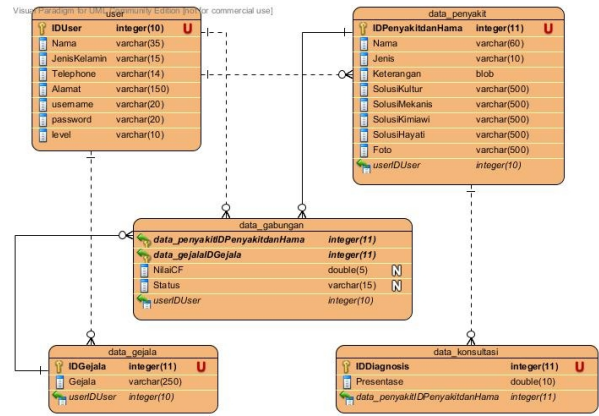 Visual Paradigm for UML Community Edition [not for commercial use]
user
IDUser integer(10) U
Nama varchar(35)
JenisKelamin varchar(15)
Telephone varchar(14)
Alamat varchar(150)
username varchar(20)
password varchar(20)
level varchar(10)
data_penyakit
IDPenyakitdanHama integer(11) U
Nama varchar(60)
Jenis varchar(10)
Keterangan blob
SolusiKultur varchar(500)
SolusiMekanis varchar(500)
SolusiKimiawi varchar(500)
SolusiHayati varchar(500)
Foto varchar(500)
userIDUser integer(10)
data_gabungan
data_penyakitIDPenyakitdanHama integer(11)
data_gejalaIDGejala integer(11)
NilaiCF double(5) N
Status varchar(15) N
userIDUser integer(10)
data_gejala
IDGejala integer(11) U
Gejala varchar(250)
userIDUser integer(10)
data_konsultasi
IDDiagnosis integer(11) U
Presentase double(10)
data_penyakitIDPenyakitdanHama integer(11)